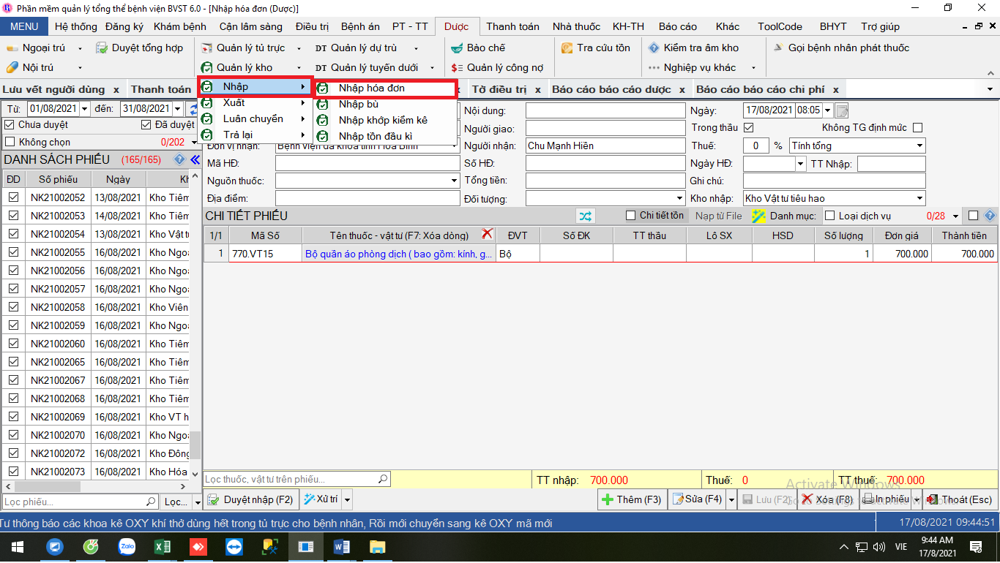 Phần mềm quản lý tổng thể bệnh viện BVST 6.0 - [Nhập hóa đơn (Dược)]
MENU Hệ thống Đăng ký Khám bệnh Cận lâm sàng Điều trị Bệnh án PT - TT Dược Thanh toán Nhà thuốc KH-TH Báo cáo Khác ToolCode BHYT Trợ giúp
Ngoại trú Duyệt tổng hợp Quản lý tủ trực DT Quản lý dự trù Bào chế Tra cứu tồn Kiểm tra âm kho Gọi bệnh nhân phát thuốc
Nội trú Quản lý kho DT Quản lý tuyến dưới Quản lý công nợ Nghiệp vụ khác
Lưu vết người dùng x Thanh toán x Tờ điều trị x Báo cáo báo cáo dược x Báo cáo báo cáo chi phí x
Nhập Nhập hóa đơn
Xuất Nhập bù
Luân chuyển Nhập khớp kiểm kê
Trả lại Nhập tồn đầu kì
Từ: 01/08/2021 đến: 31/08/2021
Chưa duyệt Đã duyệt
Không chọn 0/202
DANH SÁCH PHIẾU (165/165)
ĐD Số phiếu Ngày Kh
NK21002052 13/08/2021 Kho Tiêm
NK21002053 14/08/2021 Kho Tiêm
NK21002054 13/08/2021 Kho Vật tư
NK21002055 16/08/2021 Kho Ngoạ
NK21002056 16/08/2021 Kho Ngoạ
NK21002057 16/08/2021 Kho Ngoạ
NK21002058 16/08/2021 Kho Viên
NK21002059 16/08/2021 Kho Ngoạ
NK21002060 16/08/2021 Kho Tiêm
NK21002065 16/08/2021 Kho Tiêm
NK21002067 16/08/2021 Kho Tiêm
NK21002068 16/08/2021 Kho Tiêm
NK21002069 16/08/2021 Kho VT h
NK21002070 16/08/2021 Kho Ngoạ
NK21002072 16/08/2021 Kho Đông
NK21002073 16/08/2021 Kho Hóa
Lọc phiếu... Lọc...
Nội dung: Ngày: 17/08/2021 08:05
Người giao: Trong thầu Không TG định mức
Đơn vị nhận: Bệnh viện đa khoa tỉnh Hòa Bình Người nhận: Chu Mạnh Hiền Thuế: 0 % Tính tổng
Mã HĐ: Số HĐ: Ngày HĐ: TT Nhập:
Nguồn thuốc: Tổng tiền: Ghi chú:
Địa điểm: Đối tượng: Kho nhập: Kho Vật tư tiêu hao
CHI TIẾT PHIẾU Chi tiết tồn Nạp từ File Danh mục: Loại dịch vụ 0/28
1/1 Mã Số Tên thuốc - vật tư (F7: Xóa dòng) ĐVT Số ĐK TT thầu Lô SX HSD Số lượng Đơn giá Thành tiền
1 770.VT15 Bộ quần áo phòng dịch ( bao gồm: kính, g... Bộ 1 700.000 700.000
Lọc thuốc, vật tư trên phiếu... TT nhập: 700.000 Thuế: 0 TT thuế: 700.000
Activate Windows
Duyệt nhập (F2) Xử trí Thêm (F3) Sửa (F4) Lưu (F2) Xóa (F8) In phiếu Thoát (Esc)
Go to Settings to activate Windows.
Tư thông báo các khoa kê OXY khí thở dùng hết trong tủ trực cho bệnh nhân, Rồi mới chuyển sang kê OXY mã mới 17/08/2021 09:44:51
Zalo VIE 9:44 AM
17/8/2021